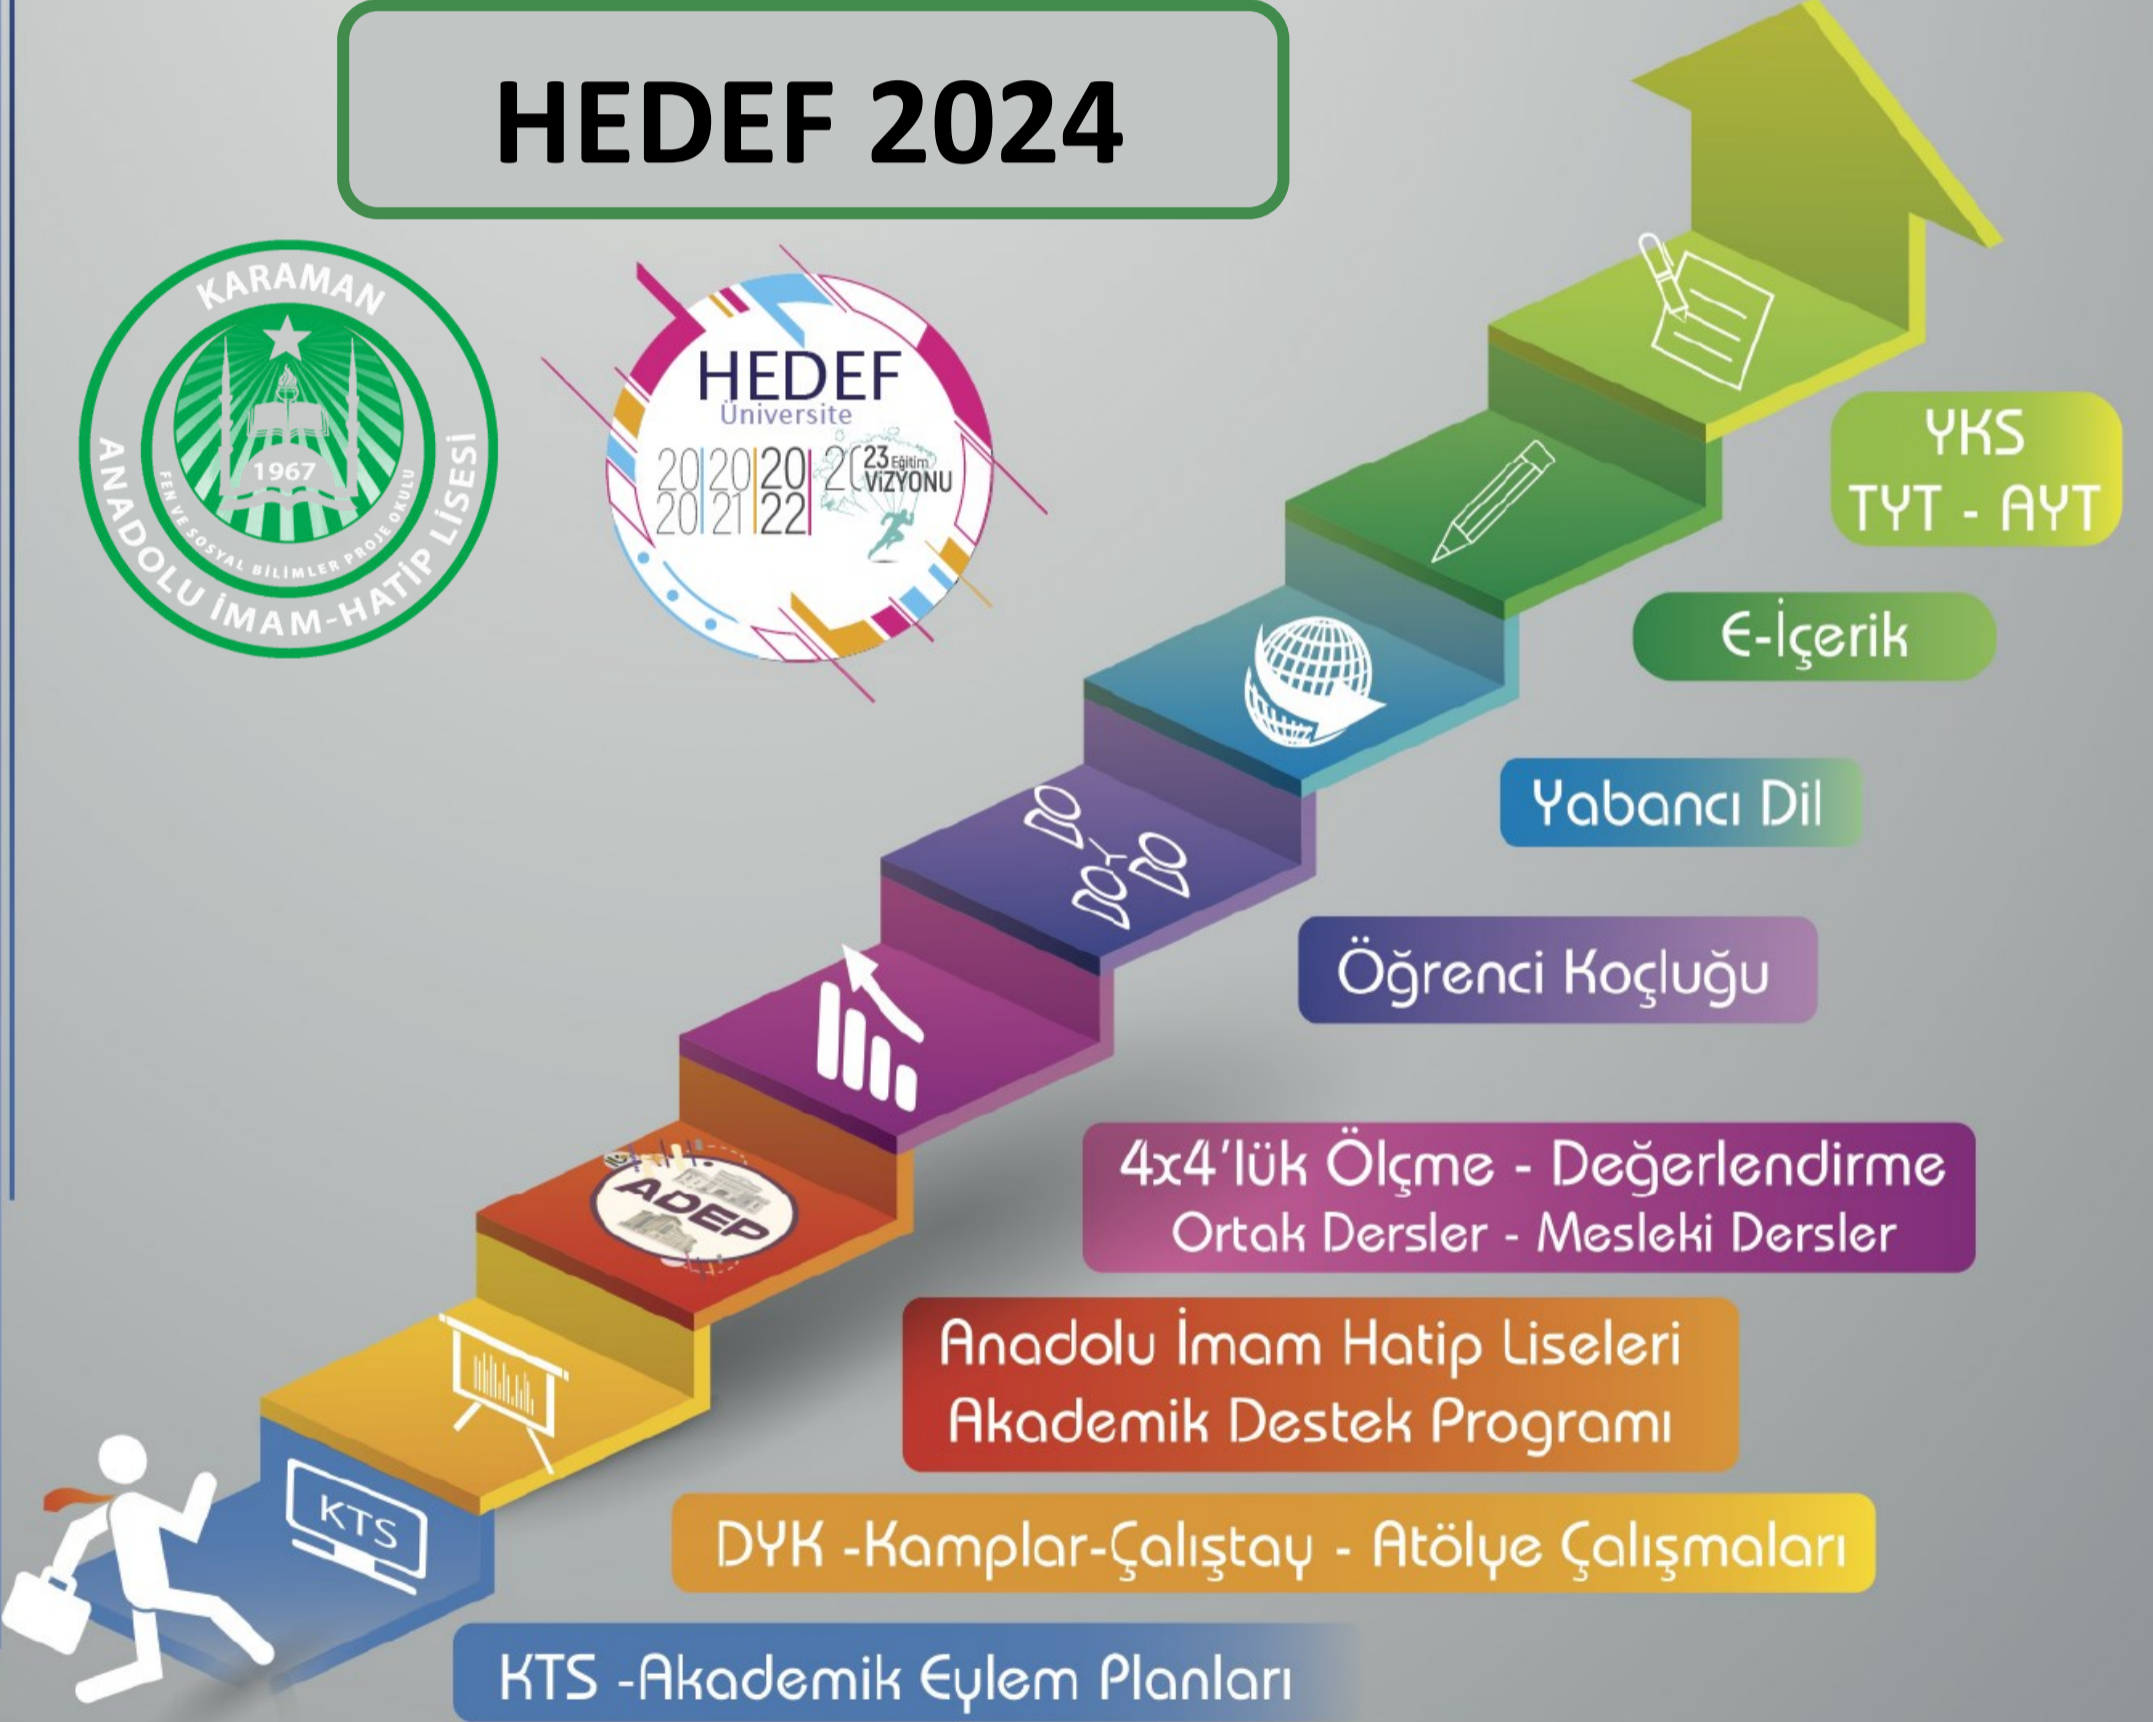 HEDEF 2024
KARAMAN
ANADOLU İMAM-HATİP LİSESİ
FEN VE SOSYAL BİLİMLER PROJE OKULU
1967
HEDEF
Üniversite
20 20 20 2023 Eğitim
20 21 22 VİZYONU
YKS
TYT - AYT
E-İçerik
Yabancı Dil
Öğrenci Koçluğu
4x4'lük Ölçme - Değerlendirme
Ortak Dersler - Mesleki Dersler
ADEP
Anadolu İmam Hatip Liseleri
Akademik Destek Programı
DYK -Kamplar-Çalıştay - Atölye Çalışmaları
KTS
KTS -Akademik Eylem Planları